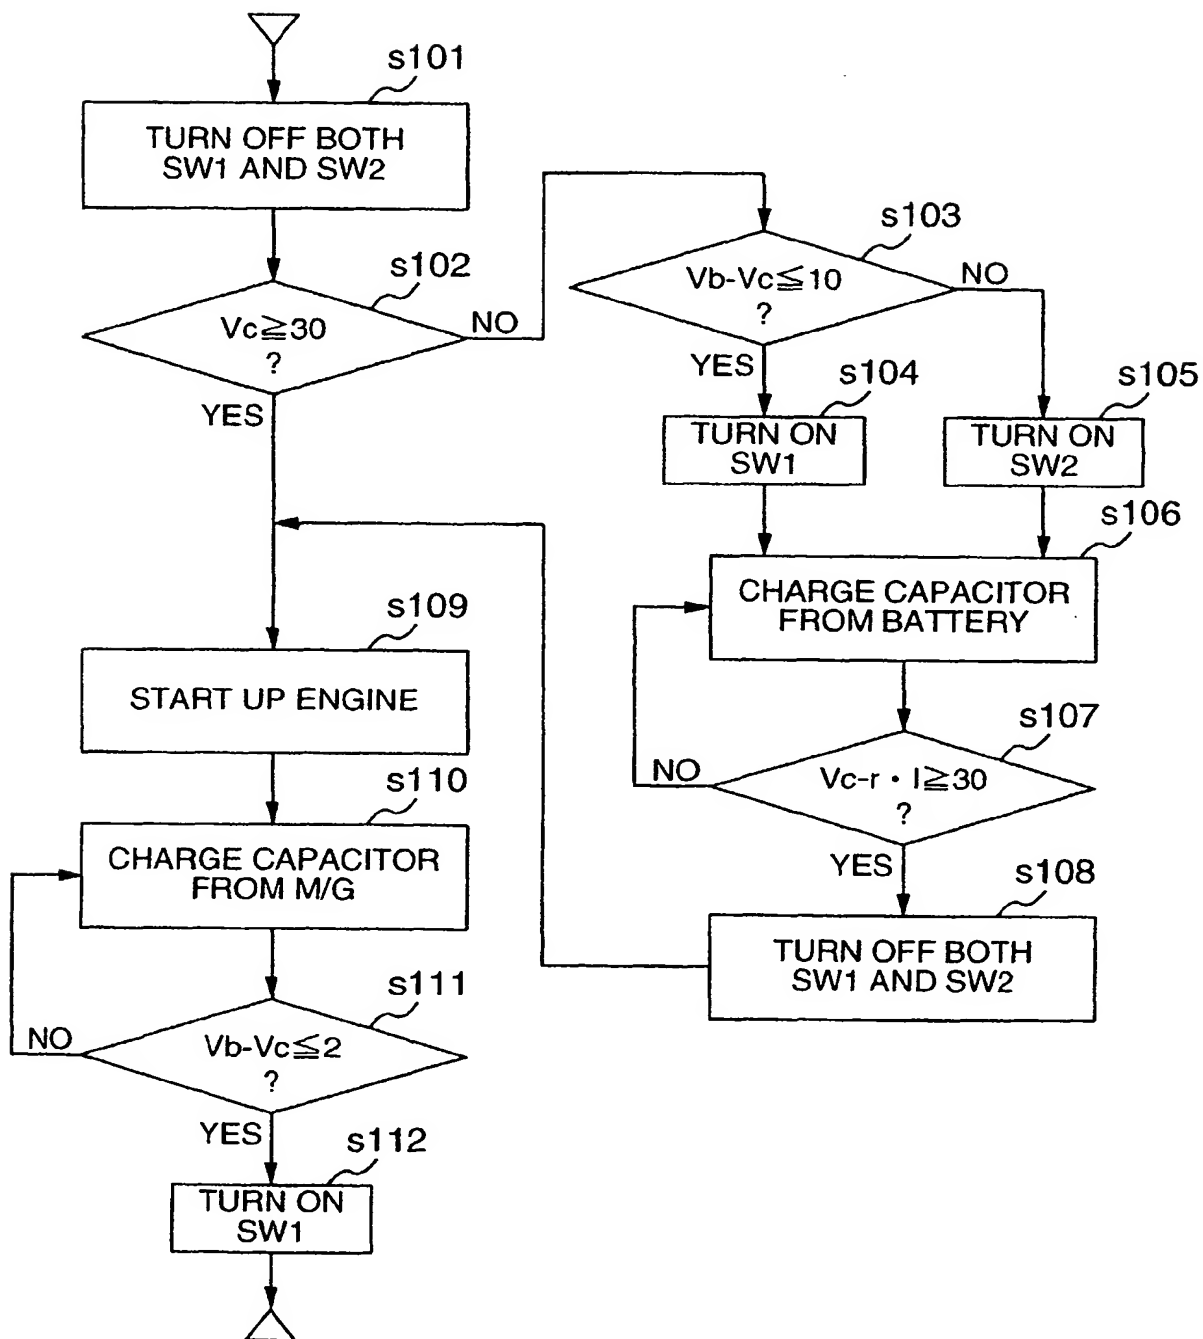 s101
TURN OFF BOTH
SW1 AND SW2
s102
Vc≧30
?
NO
YES
s103
Vb-Vc≦10
?
NO
YES
s104
TURN ON
SW1
s105
TURN ON
SW2
s106
CHARGE CAPACITOR
FROM BATTERY
s107
Vc-r・I≧30
?
NO
YES
s108
TURN OFF BOTH
SW1 AND SW2
s109
START UP ENGINE
s110
CHARGE CAPACITOR
FROM M/G
s111
Vb-Vc≦2
?
NO
YES
s112
TURN ON
SW1